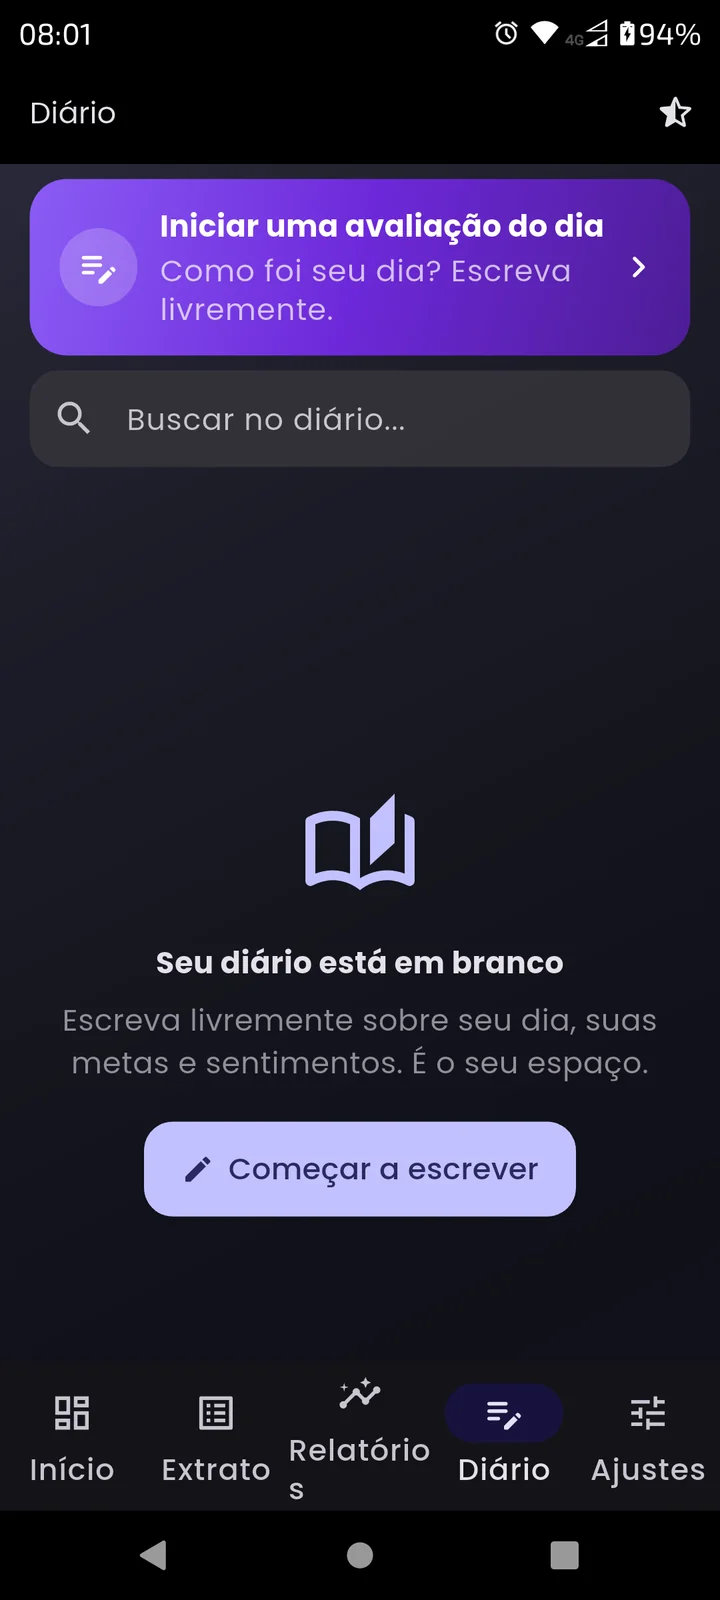 08:01
4G
94%
Diário
Iniciar uma avaliação do dia
Como foi seu dia? Escreva
livremente.
Buscar no diário...
Seu diário está em branco
Escreva livremente sobre seu dia, suas
metas e sentimentos. É o seu espaço.
Começar a escrever
Início
Extrato
Relatório
s
Diário
Ajustes